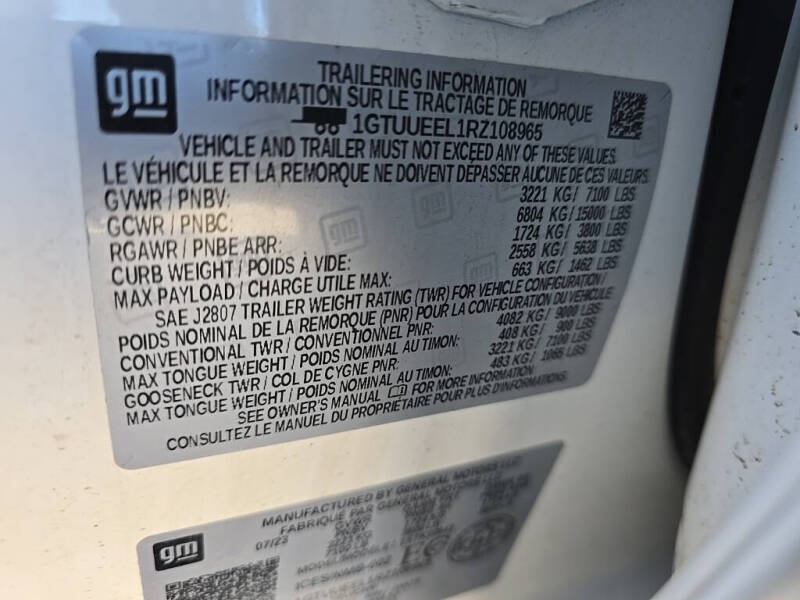 gm
TRAILERING INFORMATION
INFORMATION SUR LE TRACTAGE DE REMORQUE
1GTUUEEL1RZ108965
VEHICLE AND TRAILER MUST NOT EXCEED ANY OF THESE VALUES.
LE VÉHICULE ET LA REMORQUE NE DOIVENT DÉPASSER AUCUNE DE CES VALEURS.
GVWR / PNBV: 3221 KG/ 7100 LBS
GCWR / PNBC: 6804 KG/15000 LBS
RGAWR / PNBE ARR: 1724 KG/ 3800 LBS
CURB WEIGHT / POIDS À VIDE: 2558 KG/ 5638 LBS
MAX PAYLOAD / CHARGE UTILE MAX: 663 KG/ 1462 LBS
SAE J2807 TRAILER WEIGHT RATING (TWR) FOR VEHICLE CONFIGURATION /
POIDS NOMINAL DE LA REMORQUE (PNR) POUR LA CONFIGURATION DU VÉHICULE
CONVENTIONAL TWR / CONVENTIONNEL PNR: 4082 KG/ 9000 LBS
MAX TONGUE WEIGHT / POIDS NOMINAL AU TIMON: 408 KG/ 900 LBS
GOOSENECK TWR / COL DE CYGNE PNR: 3221 KG/ 7100 LBS
MAX TONGUE WEIGHT / POIDS NOMINAL AU TIMON: 483 KG/ 1065 LBS
SEE OWNER'S MANUAL FOR MORE INFORMATION.
CONSULTEZ LE MANUEL DU PROPRIÉTAIRE POUR PLUS D'INFORMATIONS.
gm
MANUFACTURED BY GENERAL MOTORS LLC
FABRIQUÉ PAR GENERAL MOTORS LLC
07/23